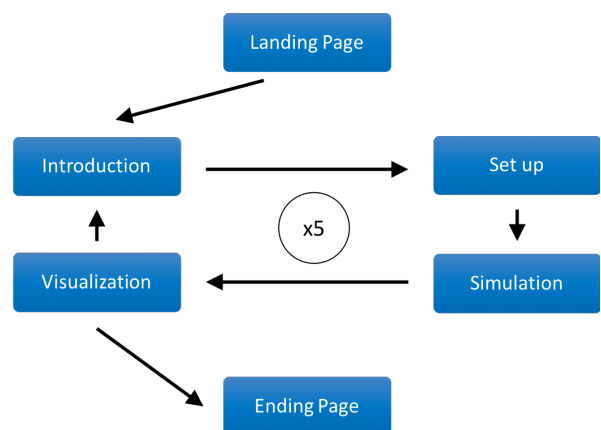 Landing Page
Introduction
Set up
x5
Visualization
Simulation
Ending Page